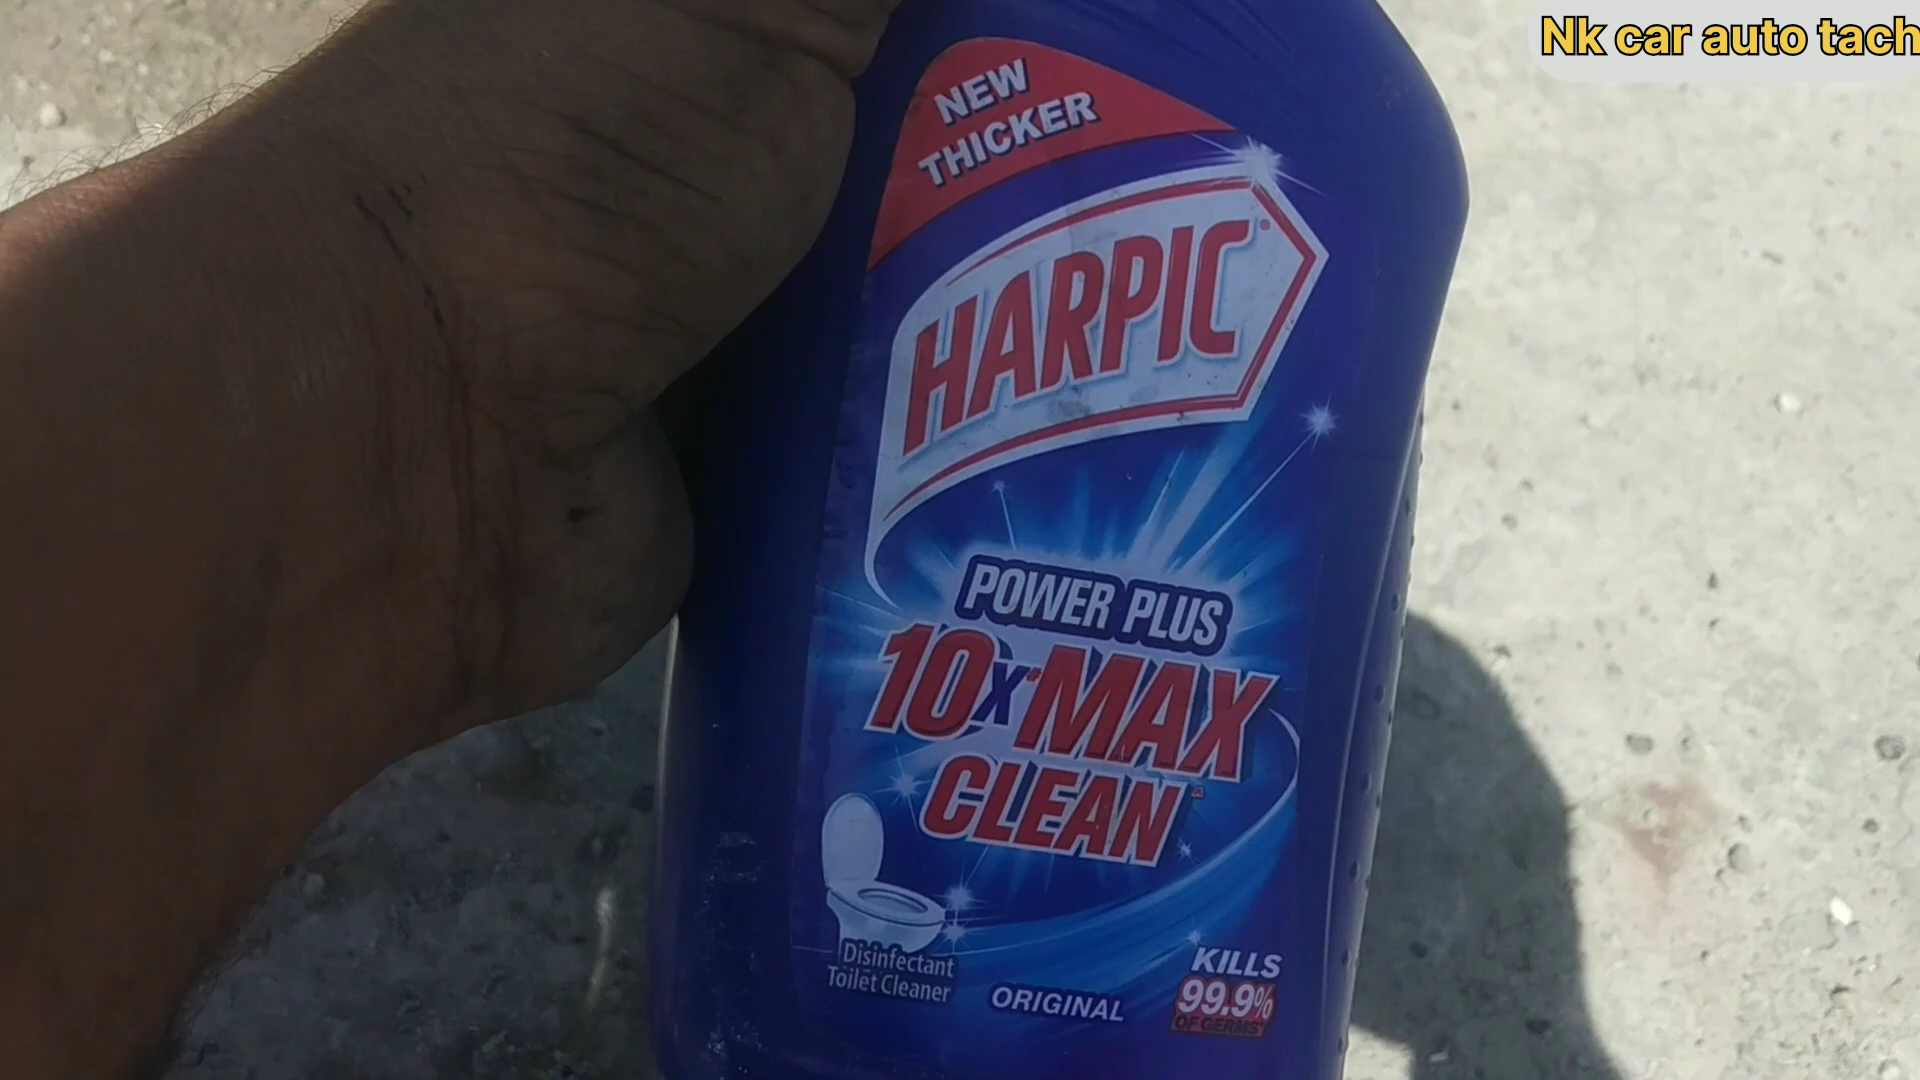 Nk car auto tach
NEW
THICKER
HARPIC®
POWER PLUS
10x*MAX
CLEAN^
Disinfectant
Toilet Cleaner
ORIGINAL
KILLS
99.9%
OF GERMS